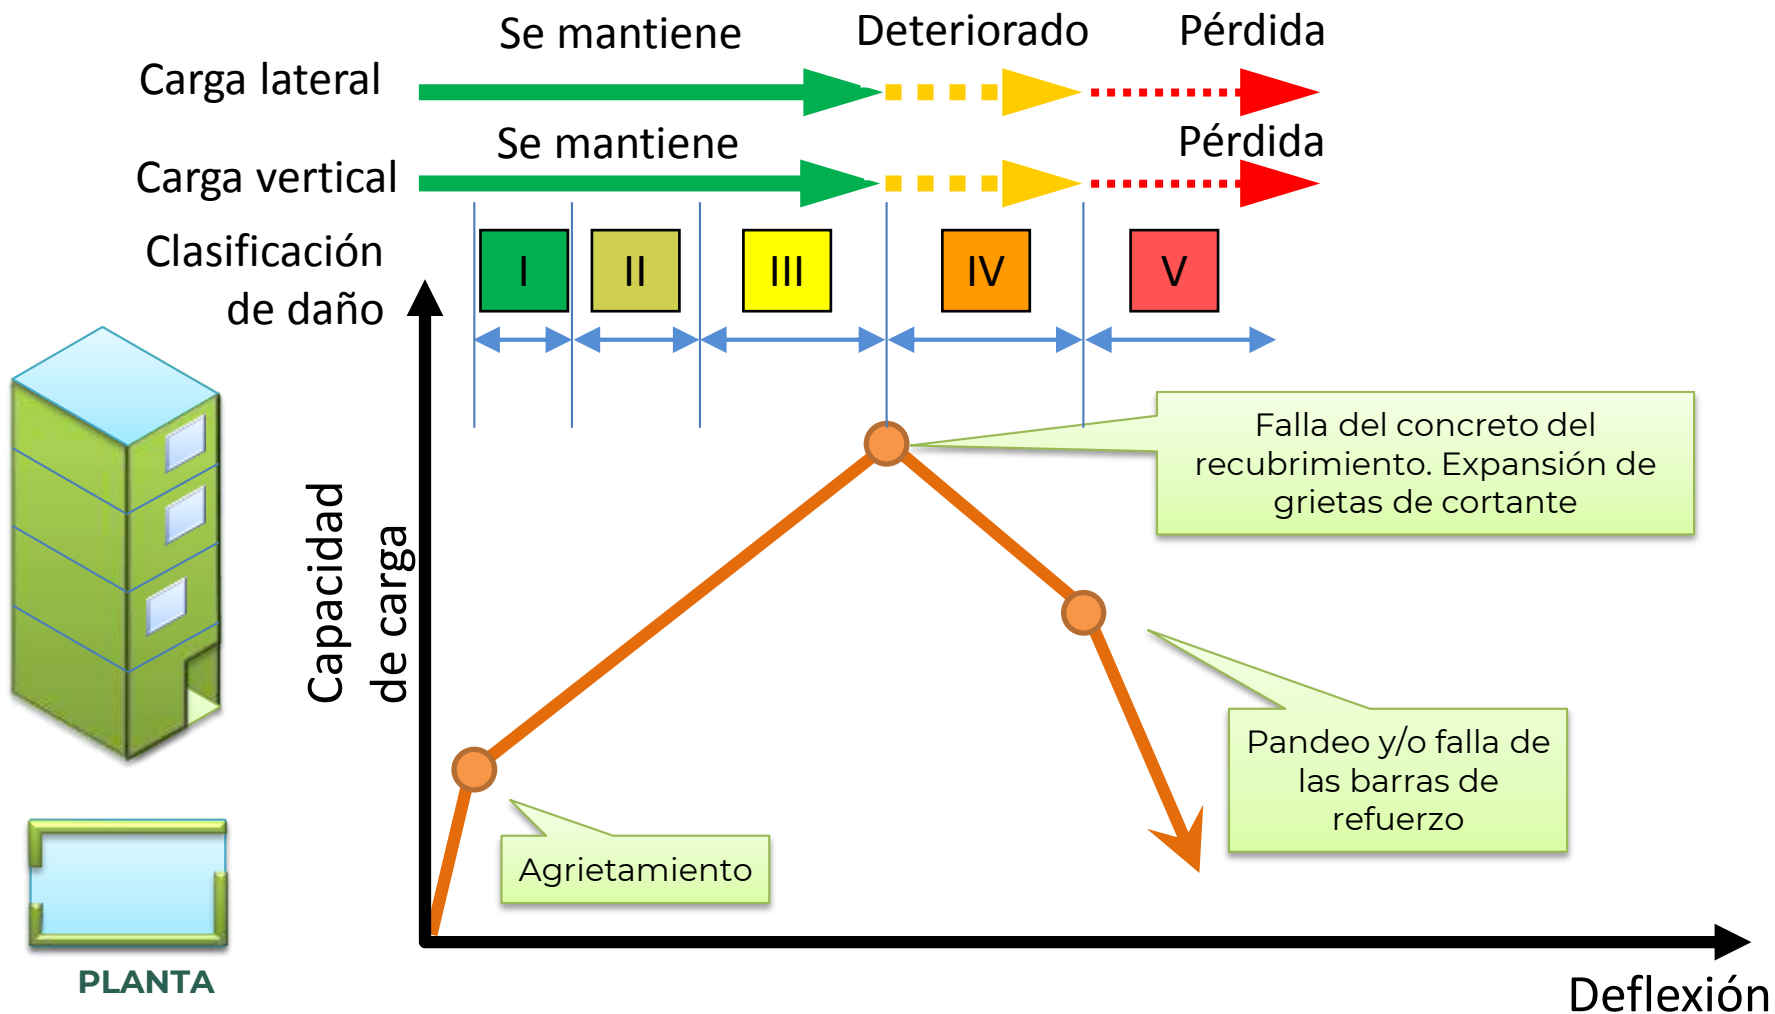 Se mantiene
Deteriorado
Pérdida
Carga lateral
Se mantiene
Pérdida
Carga vertical
Clasificación
de daño
I
II
III
IV
V
Falla del concreto del
recubrimiento. Expansión de
grietas de cortante
Capacidad
de carga
Pandeo y/o falla de
las barras de
refuerzo
Agrietamiento
PLANTA
Deflexión